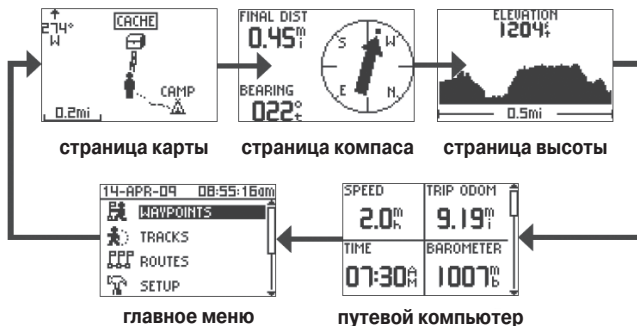 274°
W
CACHE
CAMP
0.2mi
страница карты
FINAL DIST
0.45mi
S
W
E
N
BEARING
022°t
страница компаса
ELEVATION
1204ft
0.5mi
страница высоты
14-APR-09 08:55:16am
WAYPOINTS
TRACKS
ROUTES
SETUP
главное меню
SPEED
2.0mh
TRIP ODOM
9.19mi
TIME
07:30AM
BAROMETER
1007mb
путевой компьютер